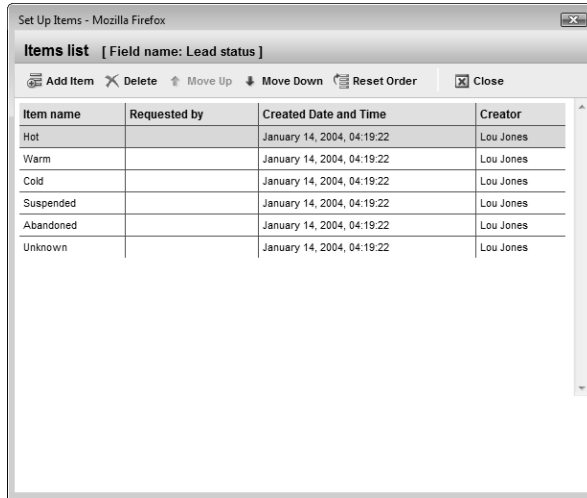 Set Up Items - Mozilla Firefox
Items list [ Field name: Lead status ]
Add Item Delete Move Up Move Down Reset Order Close
Item name Requested by Created Date and Time Creator
Hot January 14, 2004, 04:19:22 Lou Jones
Warm January 14, 2004, 04:19:22 Lou Jones
Cold January 14, 2004, 04:19:22 Lou Jones
Suspended January 14, 2004, 04:19:22 Lou Jones
Abandoned January 14, 2004, 04:19:22 Lou Jones
Unknown January 14, 2004, 04:19:22 Lou Jones